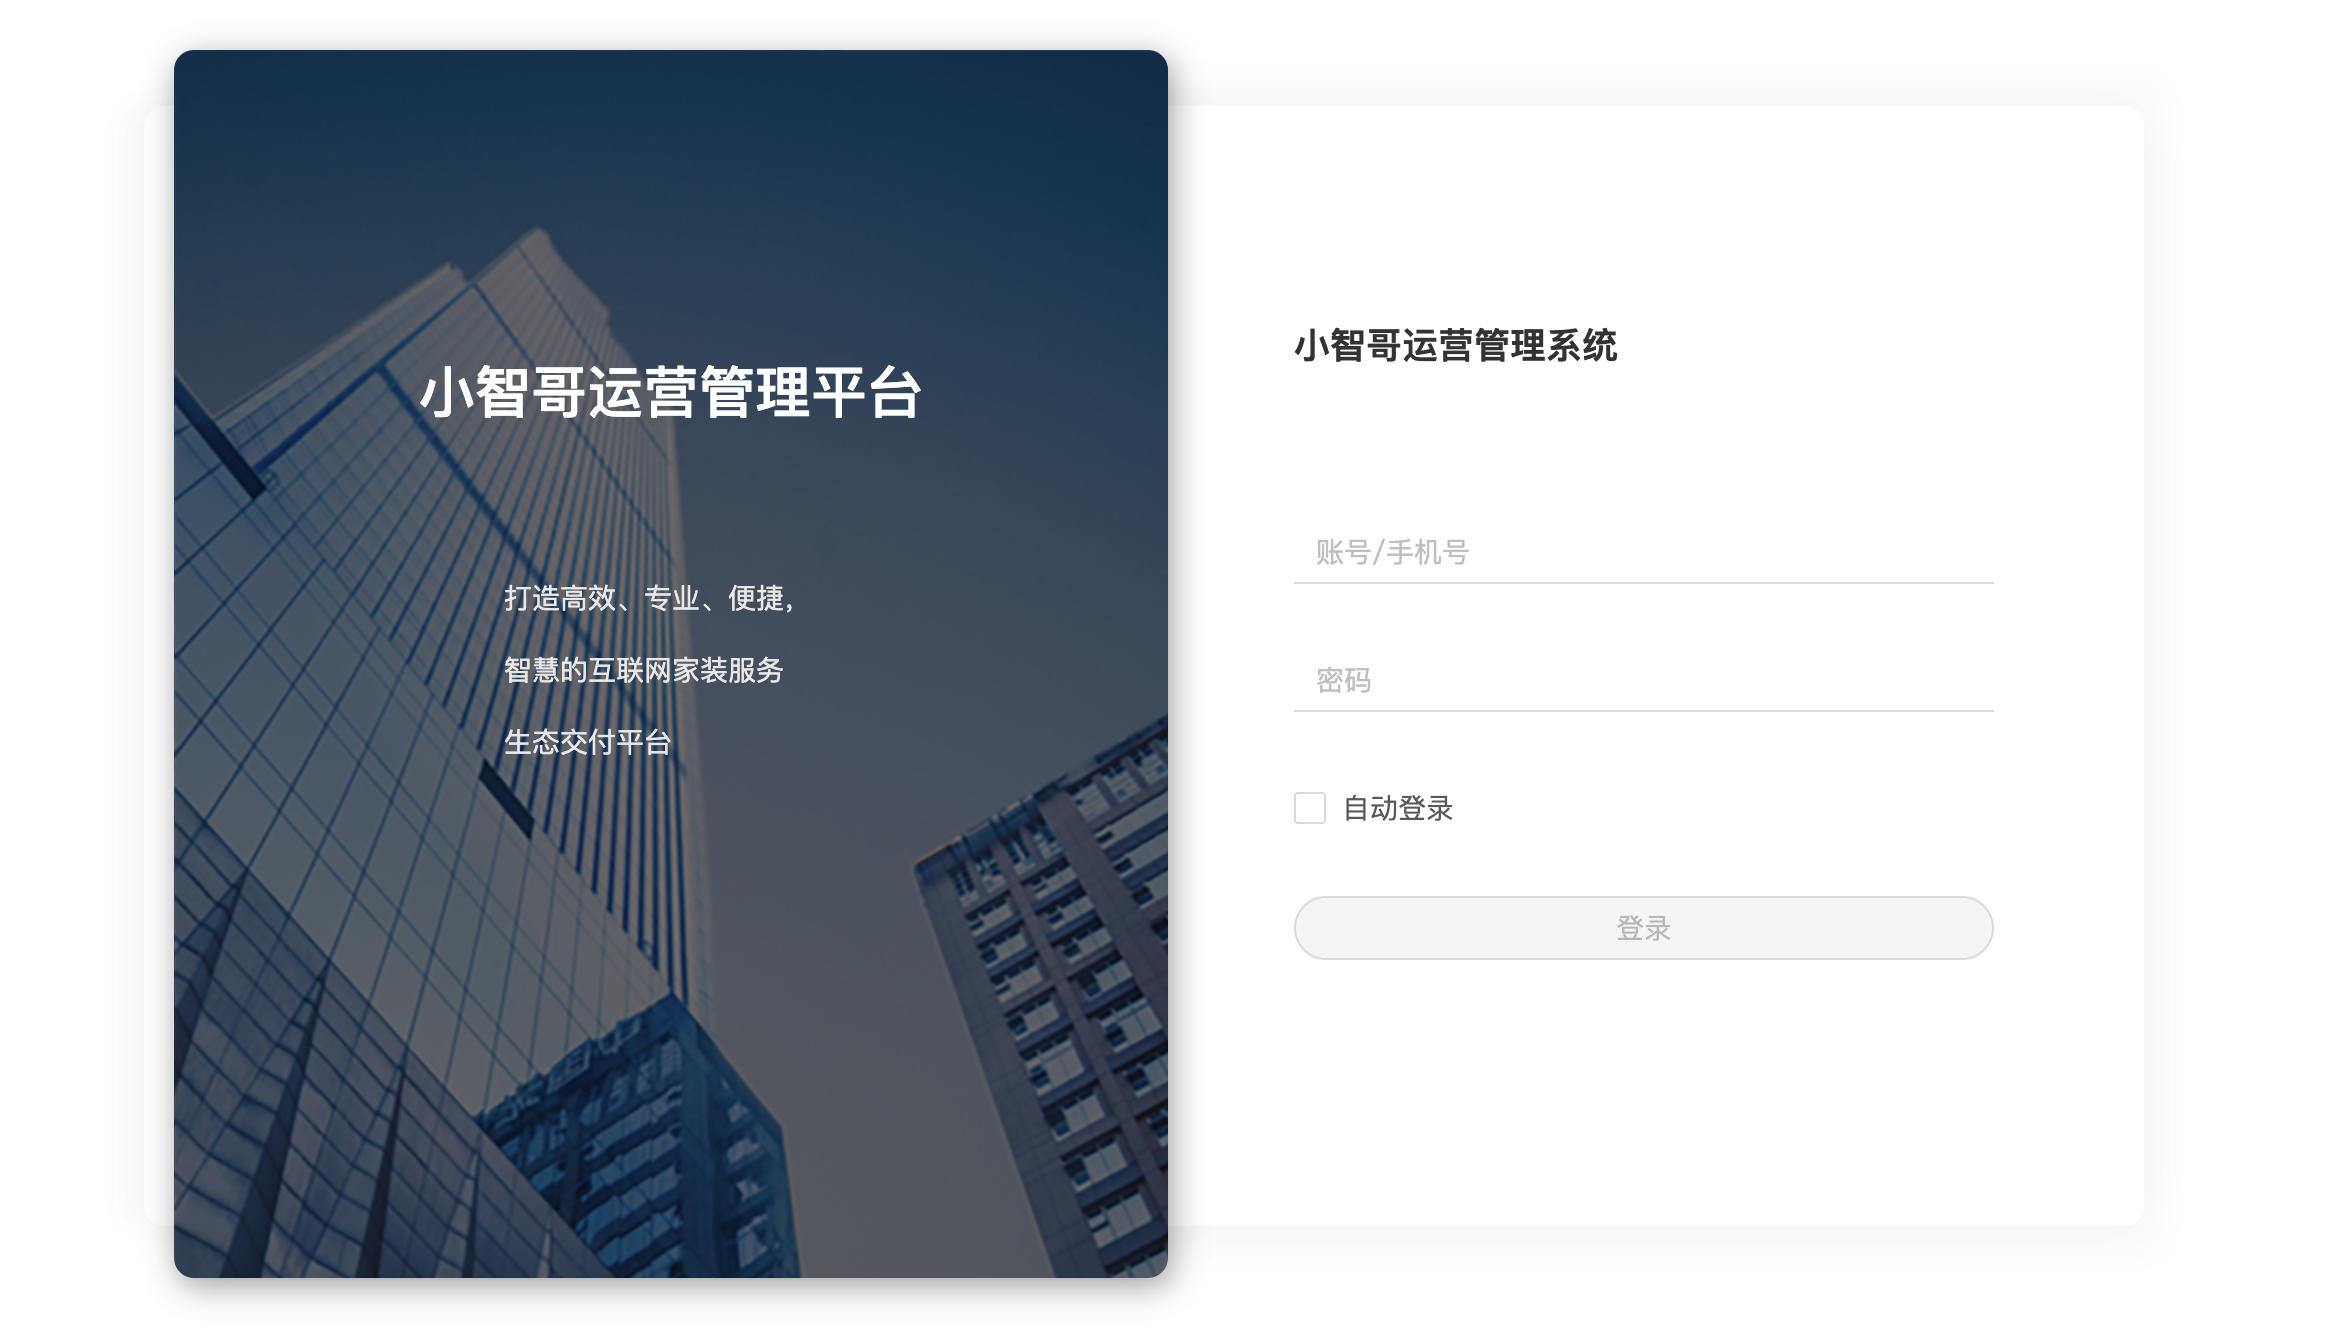 小智哥运营管理平台
打造高效、专业、便捷,
智慧的互联网家装服务
生态交付平台
小智哥运营管理系统
账号/手机号
密码
自动登录
登录